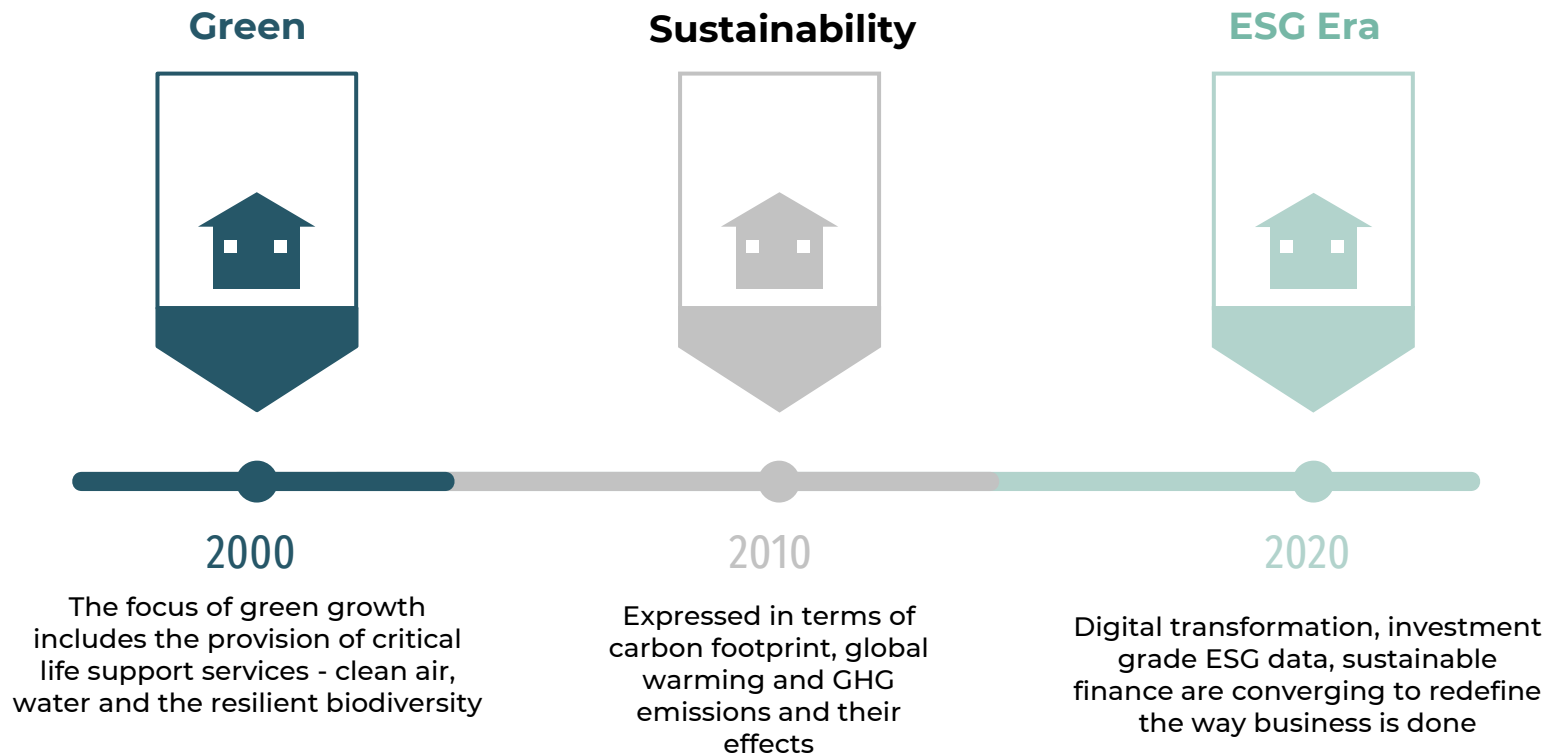 Green
Sustainability
ESG Era
2000
The focus of green growth
includes the provision of critical
life support services - clean air,
water and the resilient biodiversity
2010
Expressed in terms of
carbon footprint, global
warming and GHG
emissions and their
effects
2020
Digital transformation, investment
grade ESG data, sustainable
finance are converging to redefine
the way business is done